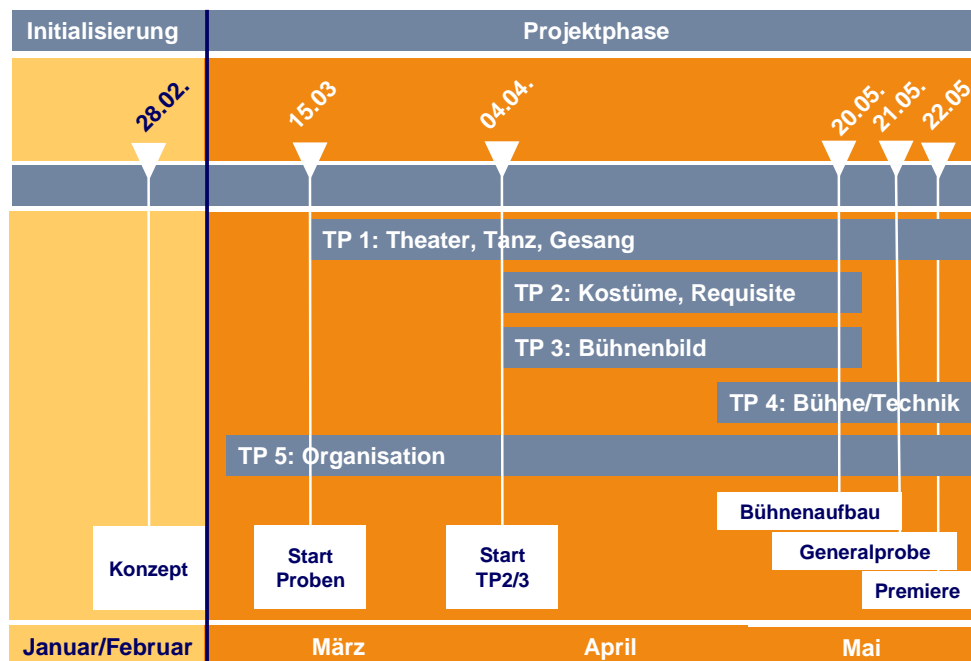 Initialisierung
Projektphase
28.02.
15.03
04.04.
20.05.
21.05.
22.05
TP 1: Theater, Tanz, Gesang
TP 2: Kostüme, Requisite
TP 3: Bühnenbild
TP 4: Bühne/Technik
TP 5: Organisation
Konzept
Start
Proben
Start
TP2/3
Bühnenaufbau
Generalprobe
Premiere
Januar/Februar
März
April
Mai